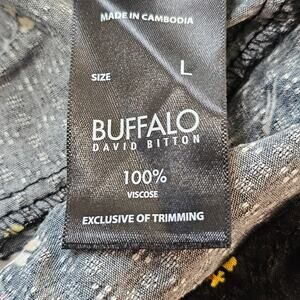 MADE IN CAMBODIA
SIZE L
BUFFALO
DAVID BITTON
100%
VISCOSE
EXCLUSIVE OF TRIMMING